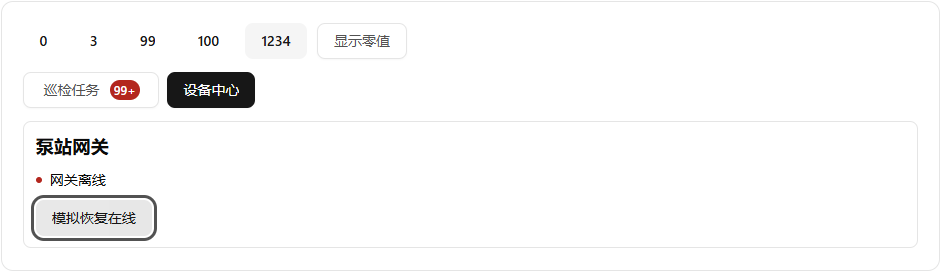 0 3 99 100 1234 显示零值
巡检任务 99+ 设备中心
泵站网关
网关离线
模拟恢复在线